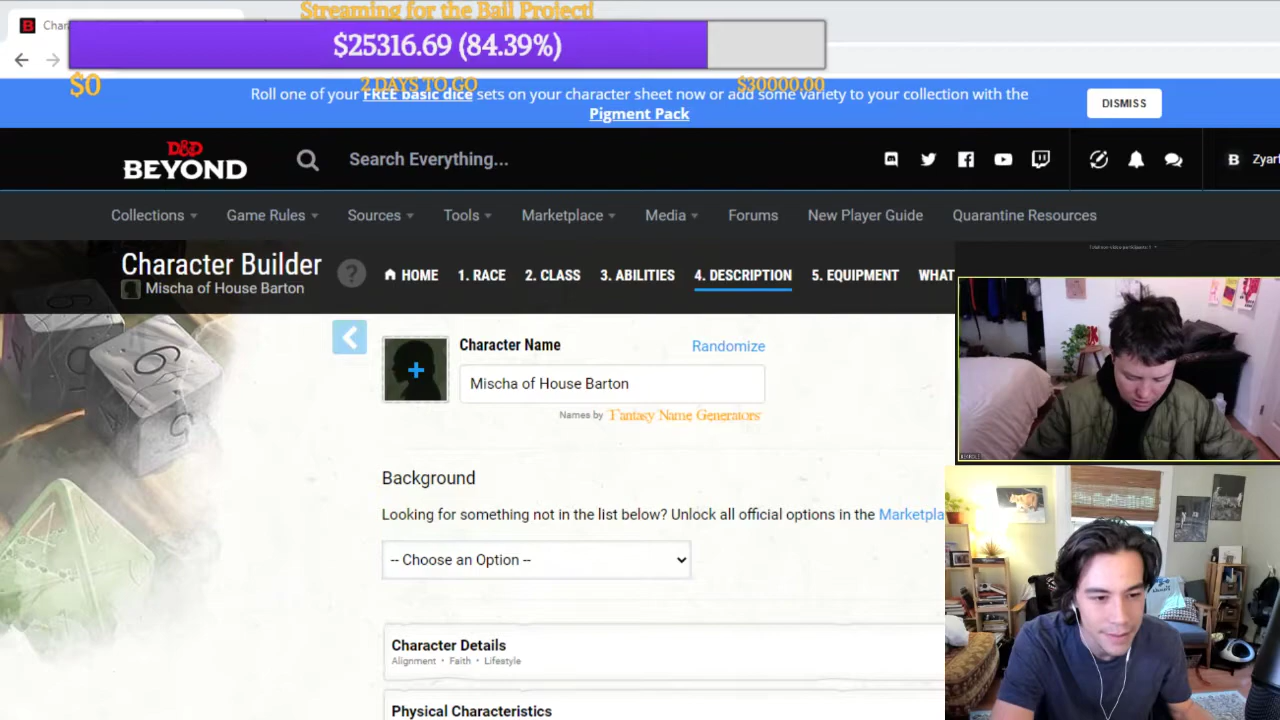 Streaming for the Bail Project!
Char
$25316.69 (84.39%)
$0
2 DAYS TO GO
$30000.00
Roll one of your FREE basic dice sets on your character sheet now or add some variety to your collection with the
Pigment Pack
DISMISS
D&D
BEYOND
Search Everything...
Zyar
Collections
Game Rules
Sources
Tools
Marketplace
Media
Forums
New Player Guide
Quarantine Resources
Character Builder
Mischa of House Barton
?
HOME
1. RACE
2. CLASS
3. ABILITIES
4. DESCRIPTION
5. EQUIPMENT
WHAT
Character Name
Randomize
Mischa of House Barton
Names by Fantasy Name Generators
Background
Looking for something not in the list below? Unlock all official options in the Marketpla
-- Choose an Option --
Character Details
Alignment • Faith • Lifestyle
Physical Characteristics